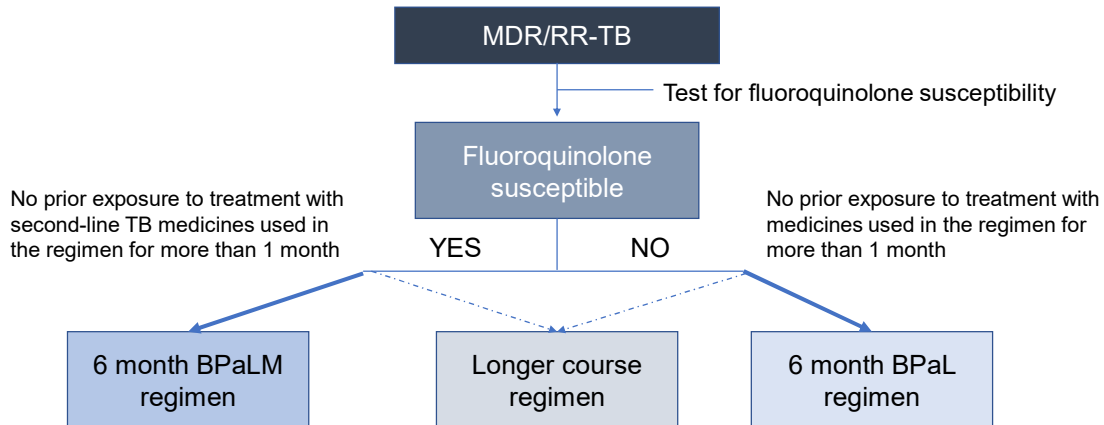 MDR/RR-TB
Test for fluoroquinolone susceptibility
Fluoroquinolone
susceptible
No prior exposure to treatment with
second-line TB medicines used in
the regimen for more than 1 month
YES
NO
No prior exposure to treatment with
medicines used in the regimen for
more than 1 month
6 month BPaLM
regimen
Longer course
regimen
6 month BPaL
regimen